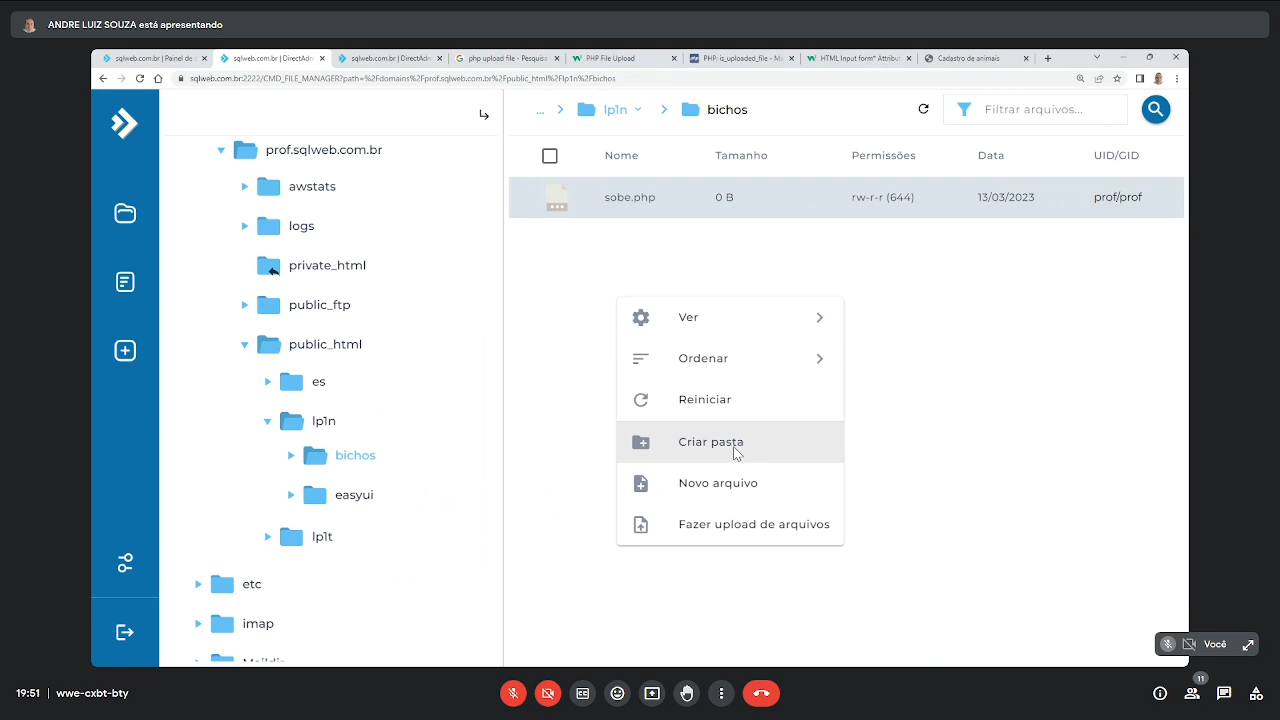 ANDRE LUIZ SOUZA está apresentando
sqlweb.com.br | Painel de
sqlweb.com.br | DirectAdm
sqlweb.com.br | DirectAdm
php upload file - Pesquisa
PHP File Upload
PHP: is_uploaded_file - Ma
HTML Input form* Attribut
Cadastro de animais
sqlweb.com.br:2222/CMD_FILE_MANAGER?path=%2Fdomains%2Fprof.sqlweb.com.br%2Fpublic_html%2Flp1n%2Fbichos
... lp1n bichos
Filtrar arquivos...
prof.sqlweb.com.br
awstats
logs
private_html
public_ftp
public_html
es
lp1n
bichos
easyui
lp1t
etc
imap
Nome Tamanho Permissões Data UID/GID
sobe.php 0 B rw-r-r (644) 13/03/2023 prof/prof
Ver
Ordenar
Reiniciar
Criar pasta
Novo arquivo
Fazer upload de arquivos
Você
19:51 | wwe-cxbt-bty
11